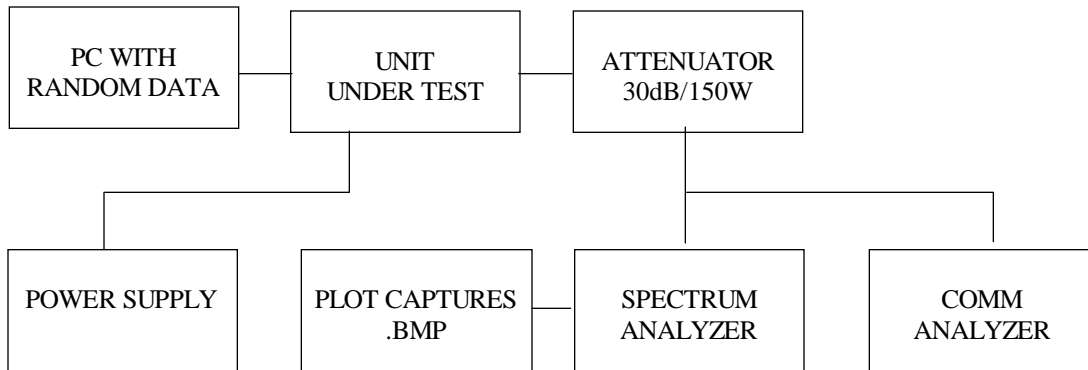 PC WITH
RANDOM DATA
UNIT
UNDER TEST
ATTENUATOR
30dB/150W
POWER SUPPLY
PLOT CAPTURES
.BMP
SPECTRUM
ANALYZER
COMM
ANALYZER